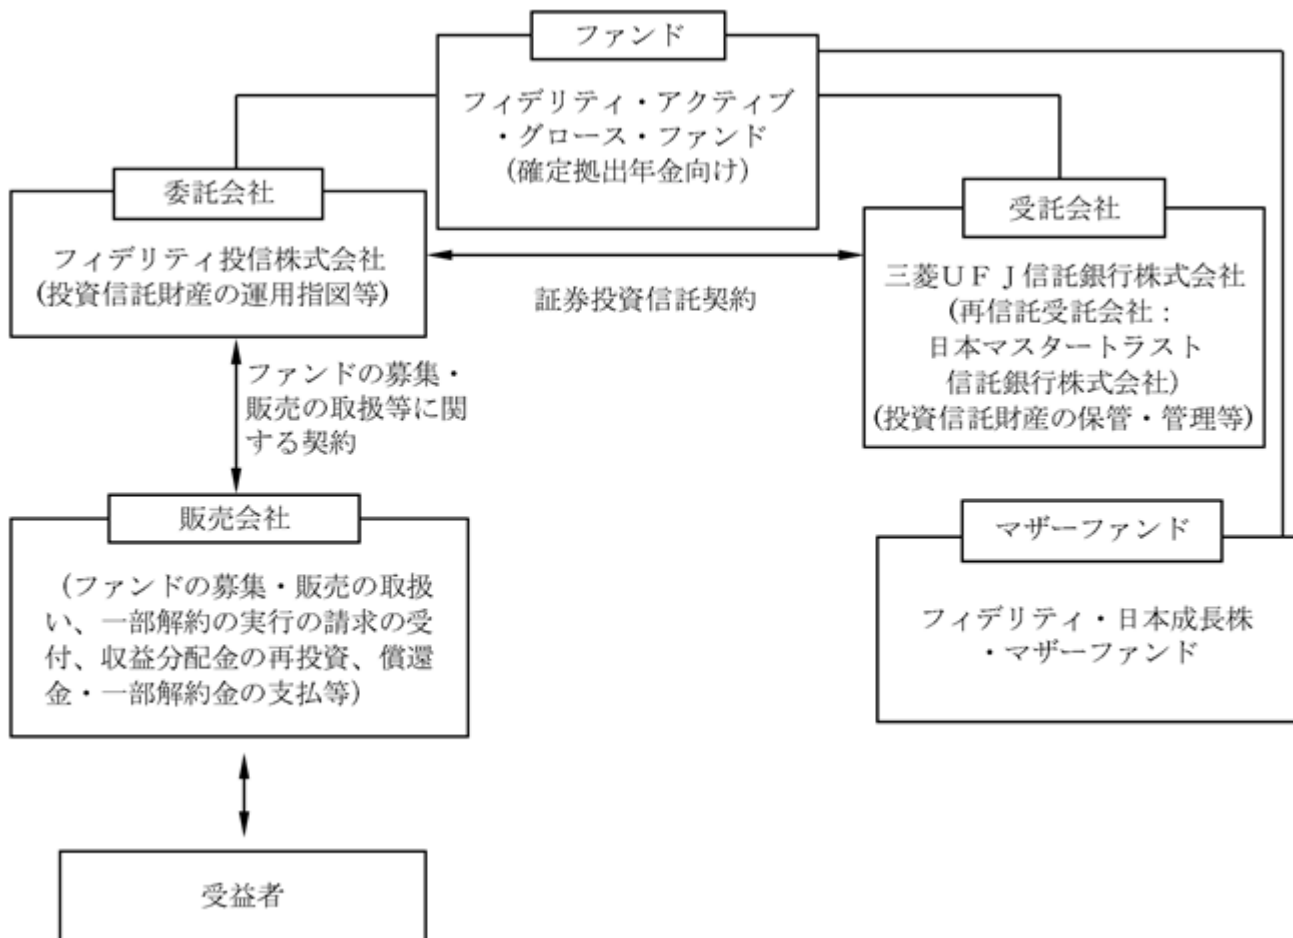 ファンド
フィデリティ・アクティブ
・グロース・ファンド
(確定拠出年金向け)
委託会社
フィデリティ投信株式会社
(投資信託財産の運用指図等)
証券投資信託契約
受託会社
三菱ＵＦＪ信託銀行株式会社
(再信託受託会社：
日本マスタートラスト
信託銀行株式会社)
(投資信託財産の保管・管理等)
ファンドの募集・
販売の取扱等に関
する契約
販売会社
(ファンドの募集・販売の取扱
い、一部解約の実行の請求の受
付、収益分配金の再投資、償還
金・一部解約金の支払等)
マザーファンド
フィデリティ・日本成長株
・マザーファンド
受益者